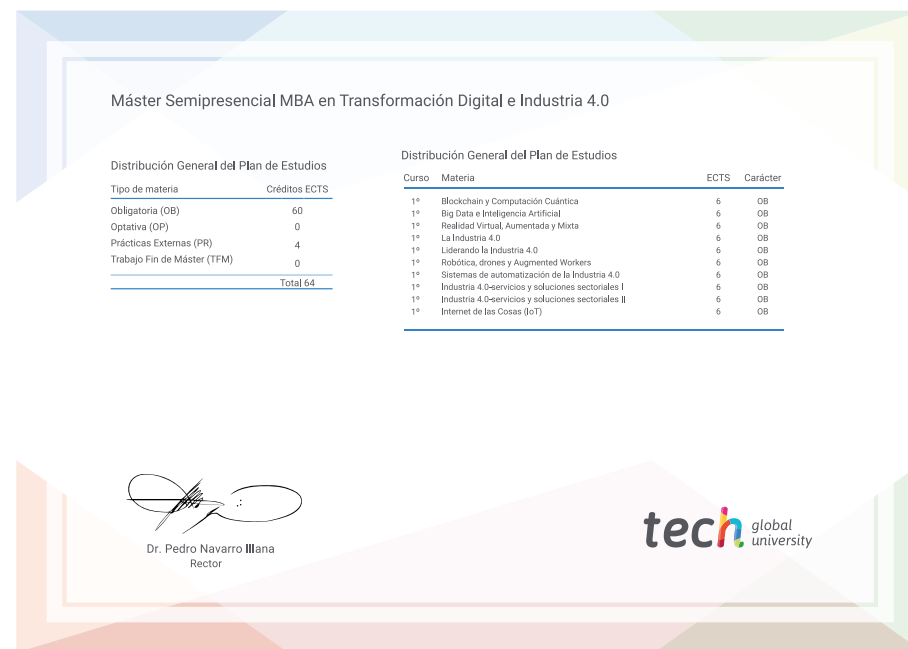 Máster Semipresencial MBA en Transformación Digital e Industria 4.0
Distribución General del Plan de Estudios
Tipo de materia Créditos ECTS
Obligatoria (OB) 60
Optativa (OP) 0
Prácticas Externas (PR) 4
Trabajo Fin de Máster (TFM) 0
Total 64
Distribución General del Plan de Estudios
Curso Materia ECTS Carácter
1º Blockchain y Computación Cuántica 6 OB
1º Big Data e Inteligencia Artificial 6 OB
1º Realidad Virtual, Aumentada y Mixta 6 OB
1º La Industria 4.0 6 OB
1º Liderando la Industria 4.0 6 OB
1º Robótica, drones y Augmented Workers 6 OB
1º Sistemas de automatización de la Industria 4.0 6 OB
1º Industria 4.0-servicios y soluciones sectoriales I 6 OB
1º Industria 4.0-servicios y soluciones sectoriales II 6 OB
1º Internet de las Cosas (IoT) 6 OB
Dr. Pedro Navarro Illana
Rector
tech global
university